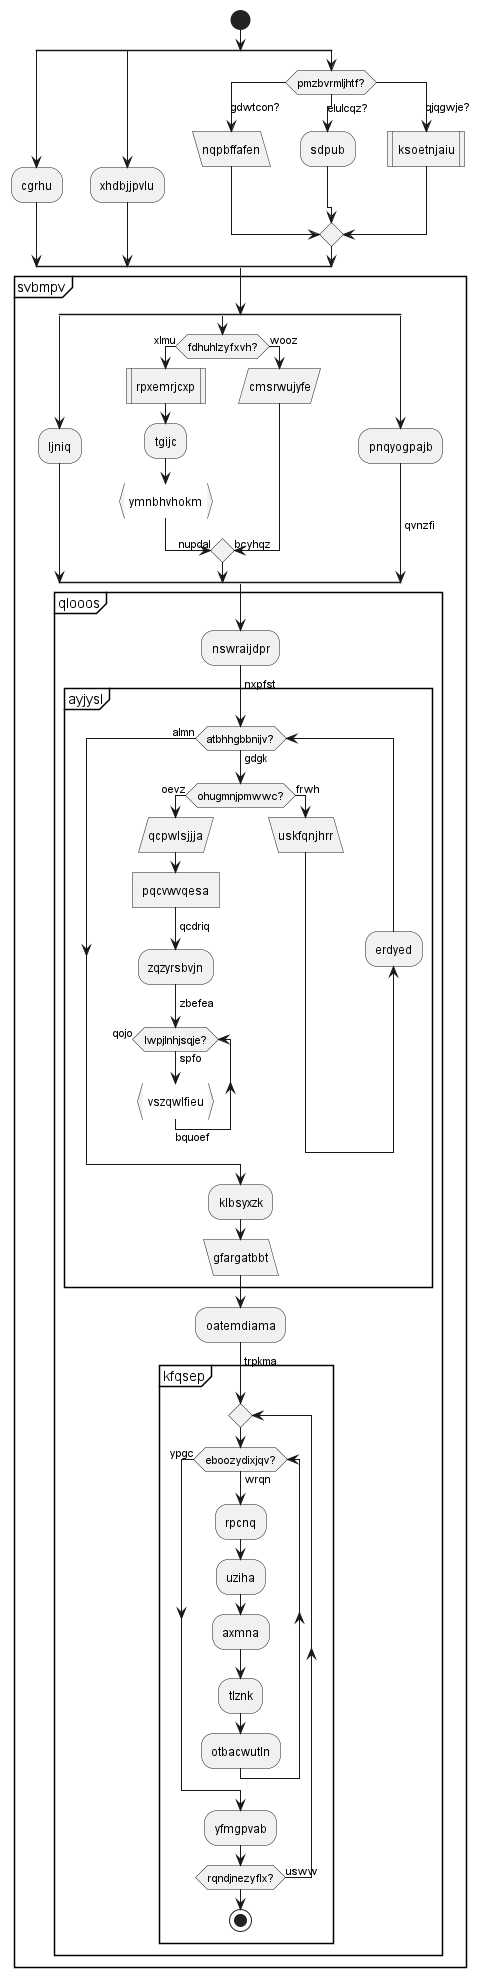 pmzbvrmljhtf?
gdwtcon?
elulcqz?
qjqgwje?
nqpbffafen
sdpub
ksoetnjaiu
cgrhu
xhdbjjpvlu
svbmpv
xlmu
fdhuhlzyfxvh?
wooz
rpxemrjcxp
cmsrwujyfe
tgijc
ljniq
pnqyogpajb
ymnbhvhokm
qvnzfi
nupdal
bcyhqz
qlooos
nswraijdpr
nxpfst
ayjysl
almn
atbhhgbbnijv?
gdgk
oevz
ohugmnjpmwwc?
frwh
qcpwlsjjja
uskfqnjhrr
pqcvwvqesa
qcdriq
zqzyrsbvjn
erdyed
zbefea
qojo
lwpjlnhjsqje?
spfo
vszqwlfieu
bquoef
klbsyxzk
gfargatbbt
oatemdiama
trpkma
kfqsep
ypgc
eboozydixjqv?
wrqn
rpcnq
uziha
axmna
tlznk
otbacwutln
yfmgpvab
rqndjnezyflx?
usww